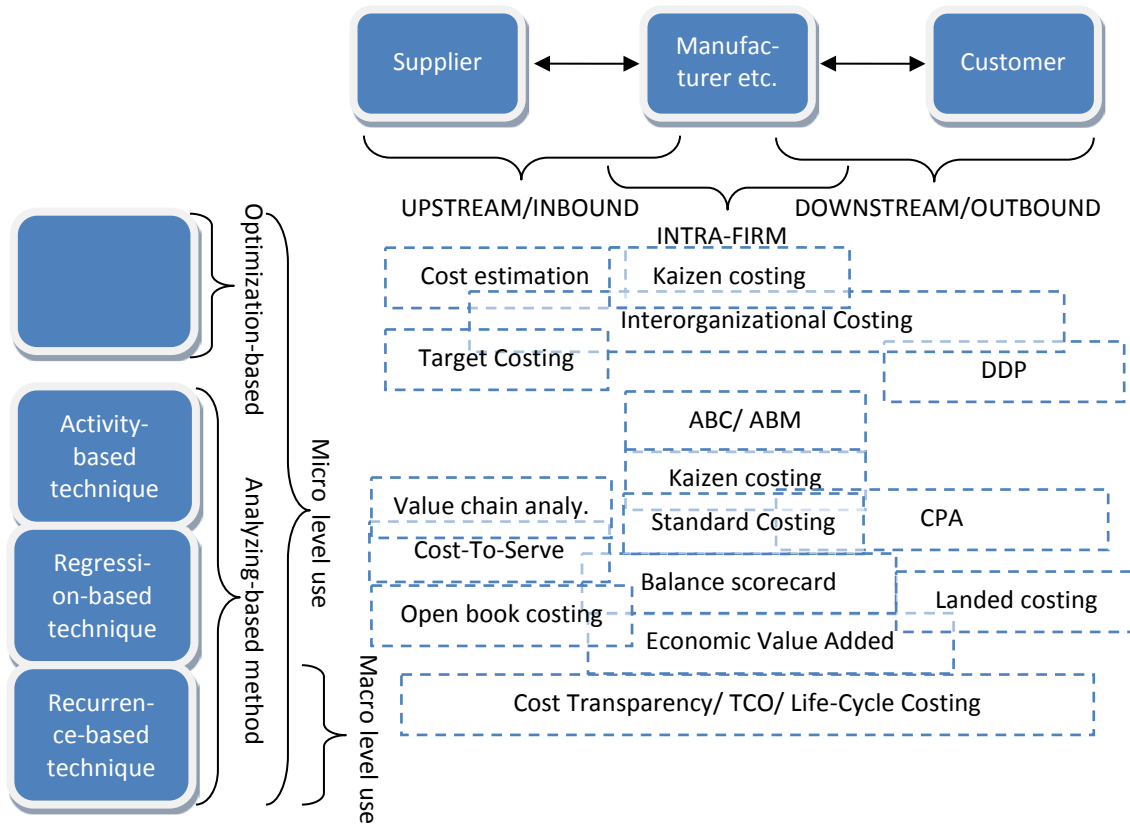 Supplier
Manufac-
turer etc.
Customer
UPSTREAM/INBOUND
DOWNSTREAM/OUTBOUND
INTRA-FIRM
Optimization-based
Cost estimation
Kaizen costing
Interorganizational Costing
Target Costing
DDP
Activity-
based
technique
Analyzing-based method
Micro level use
ABC/ ABM
Kaizen costing
Value chain analy.
Standard Costing
CPA
Cost-To-Serve
Regressi-
on-based
technique
Balance scorecard
Landed costing
Open book costing
Economic Value Added
Recurren-
ce-based
technique
Macro level use
Cost Transparency/ TCO/ Life-Cycle Costing